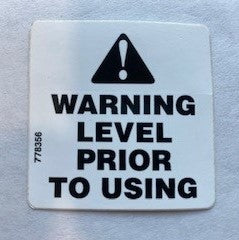 WARNING
LEVEL
PRIOR
TO USING
778356